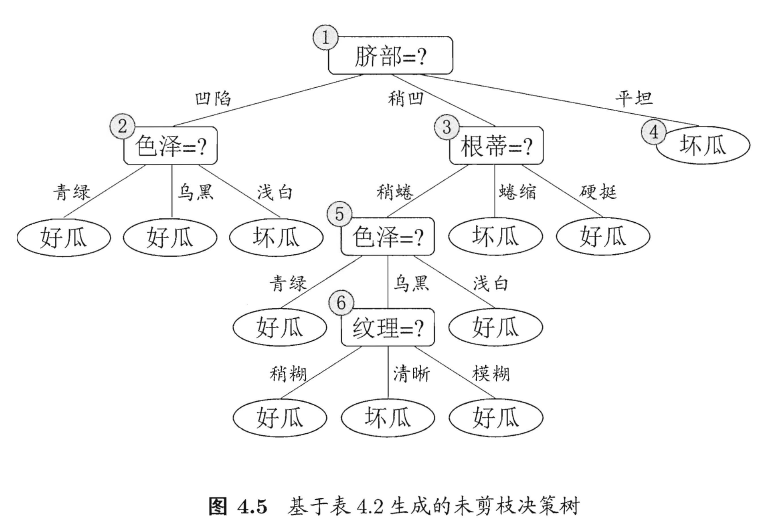 ① 脐部=?
凹陷 稍凹 平坦
② 色泽=? ③ 根蒂=? ④ 坏瓜
青绿 乌黑 浅白 稍蜷 蜷缩 硬挺
好瓜 好瓜 坏瓜 ⑤ 色泽=? 坏瓜 好瓜
青绿 乌黑 浅白
好瓜 ⑥ 纹理=? 好瓜
稍糊 清晰 模糊
好瓜 坏瓜 好瓜
图 4.5 基于表 4.2 生成的未剪枝决策树